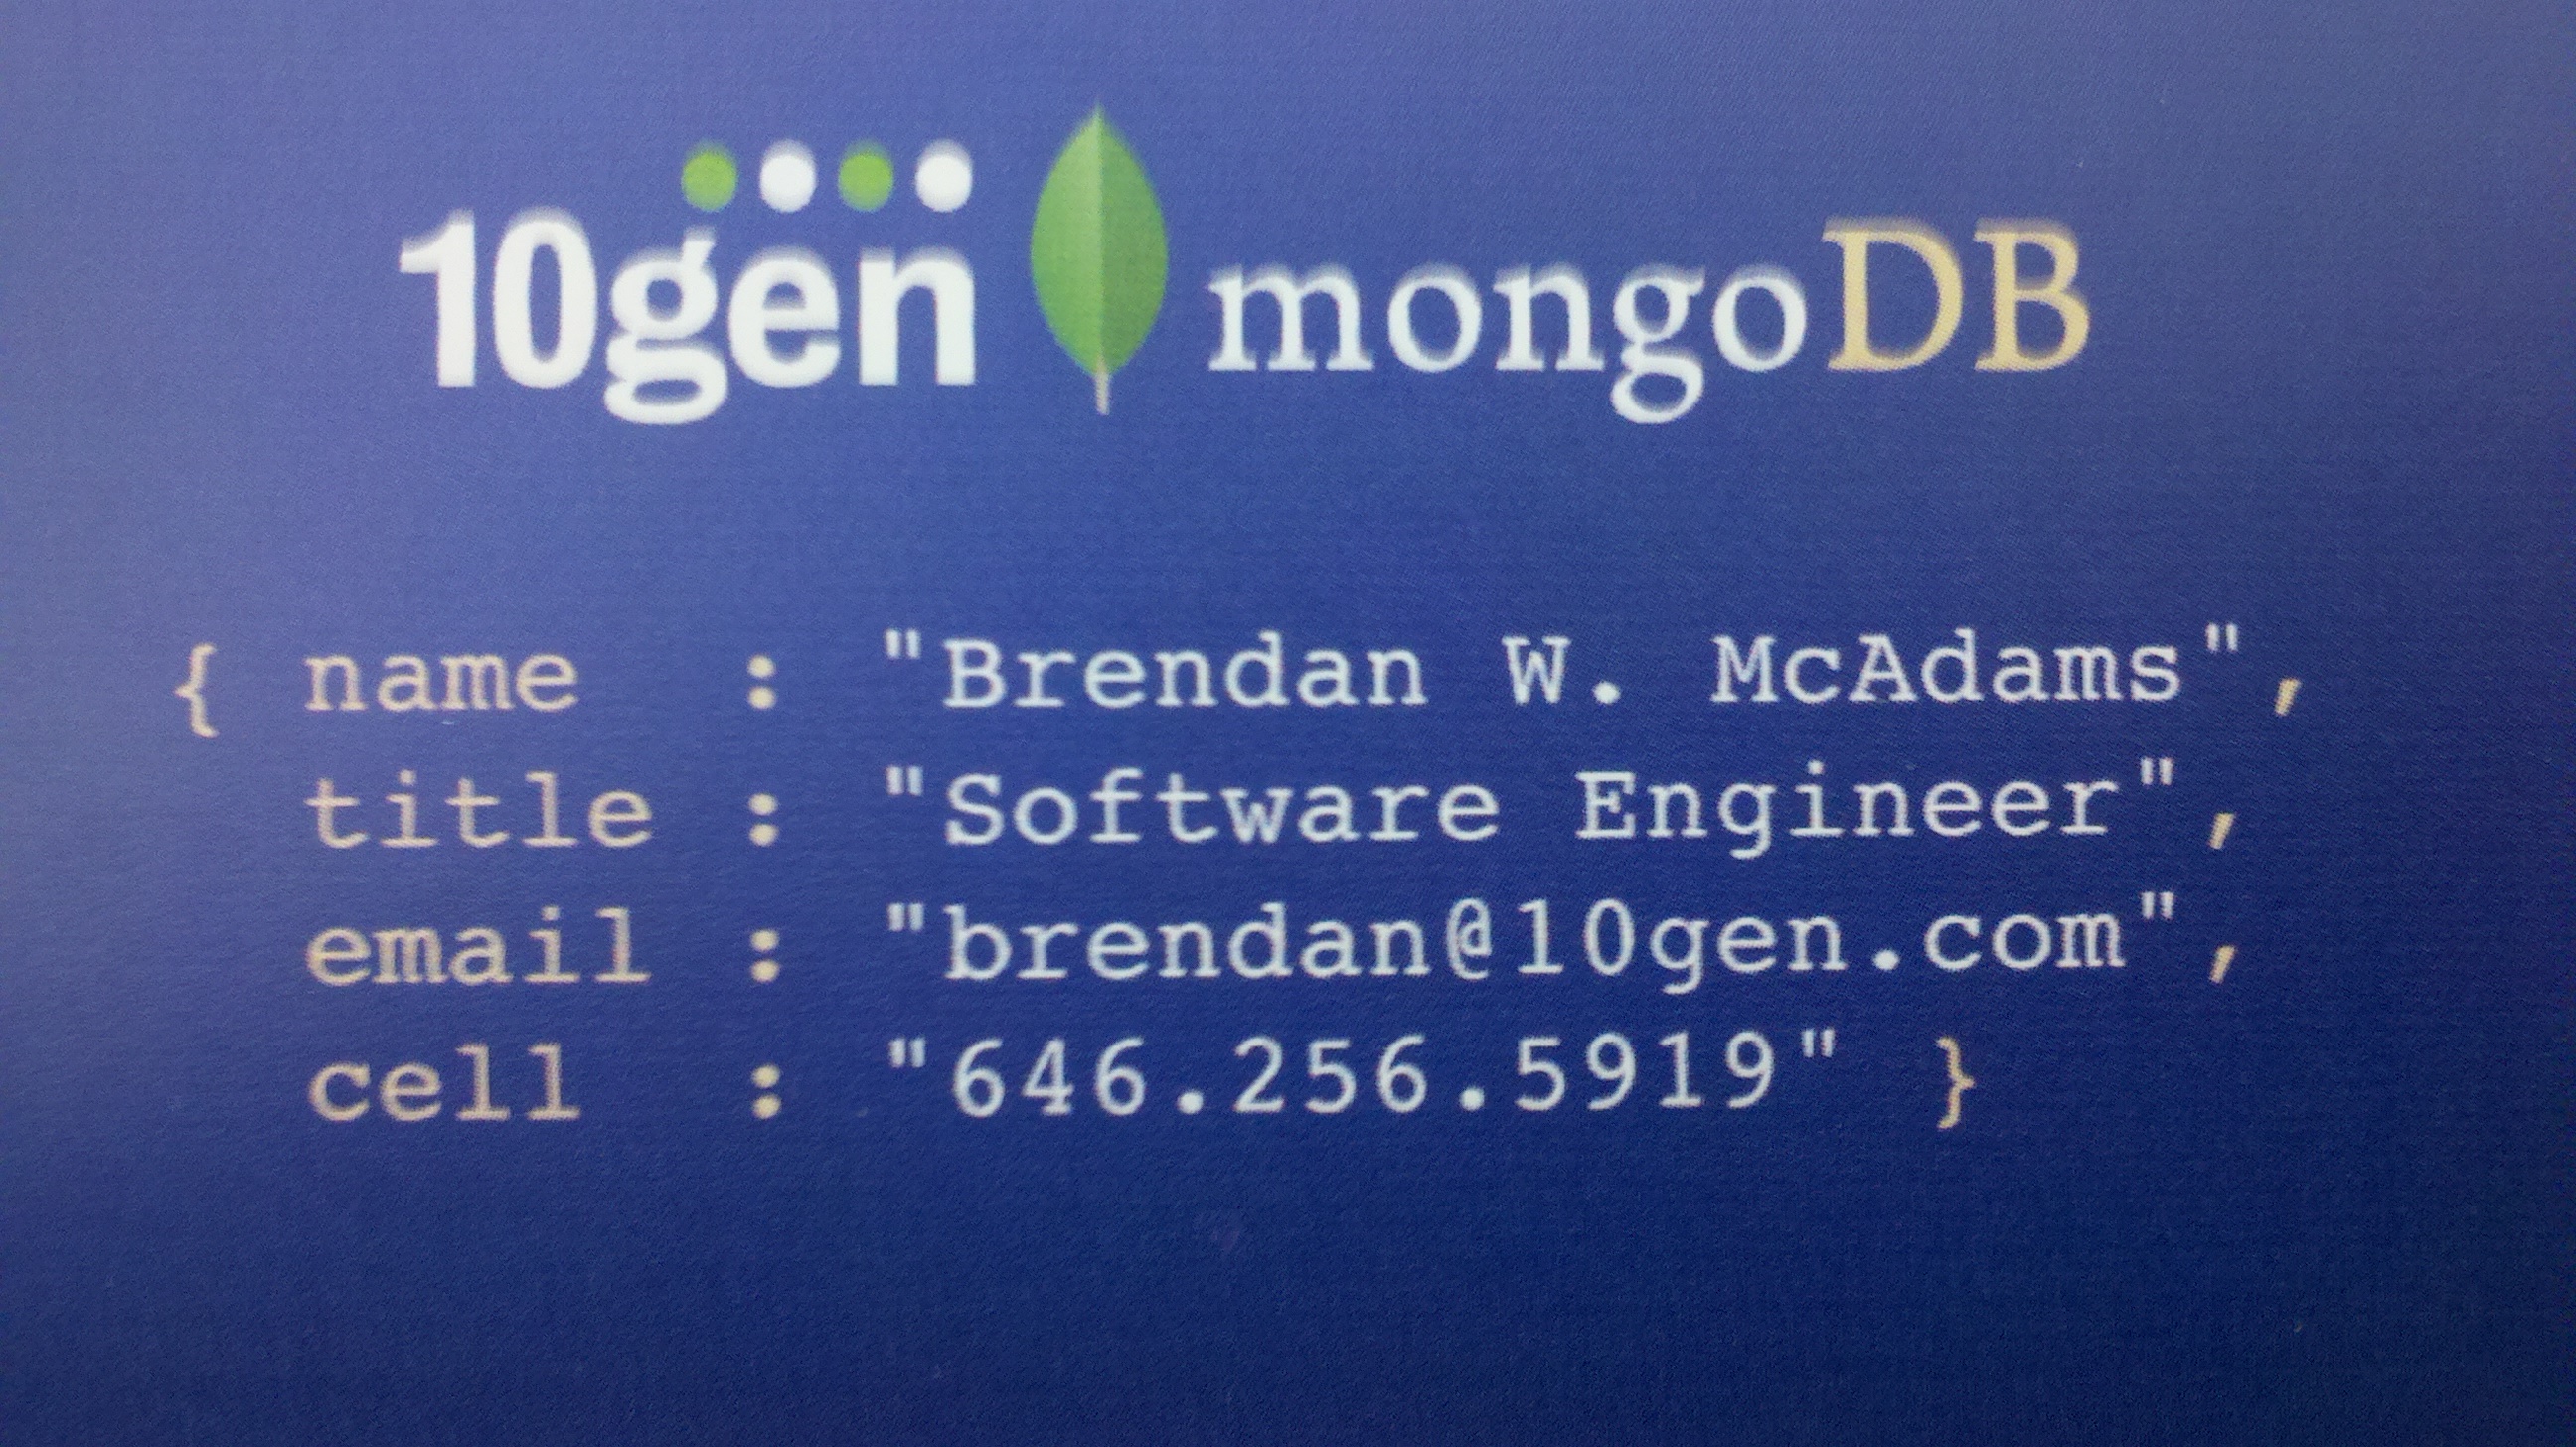 10gen mongoDB
{ name : "Brendan W. McAdams",
title : "Software Engineer",
email : "brendan@10gen.com",
cell : "646.256.5919" }